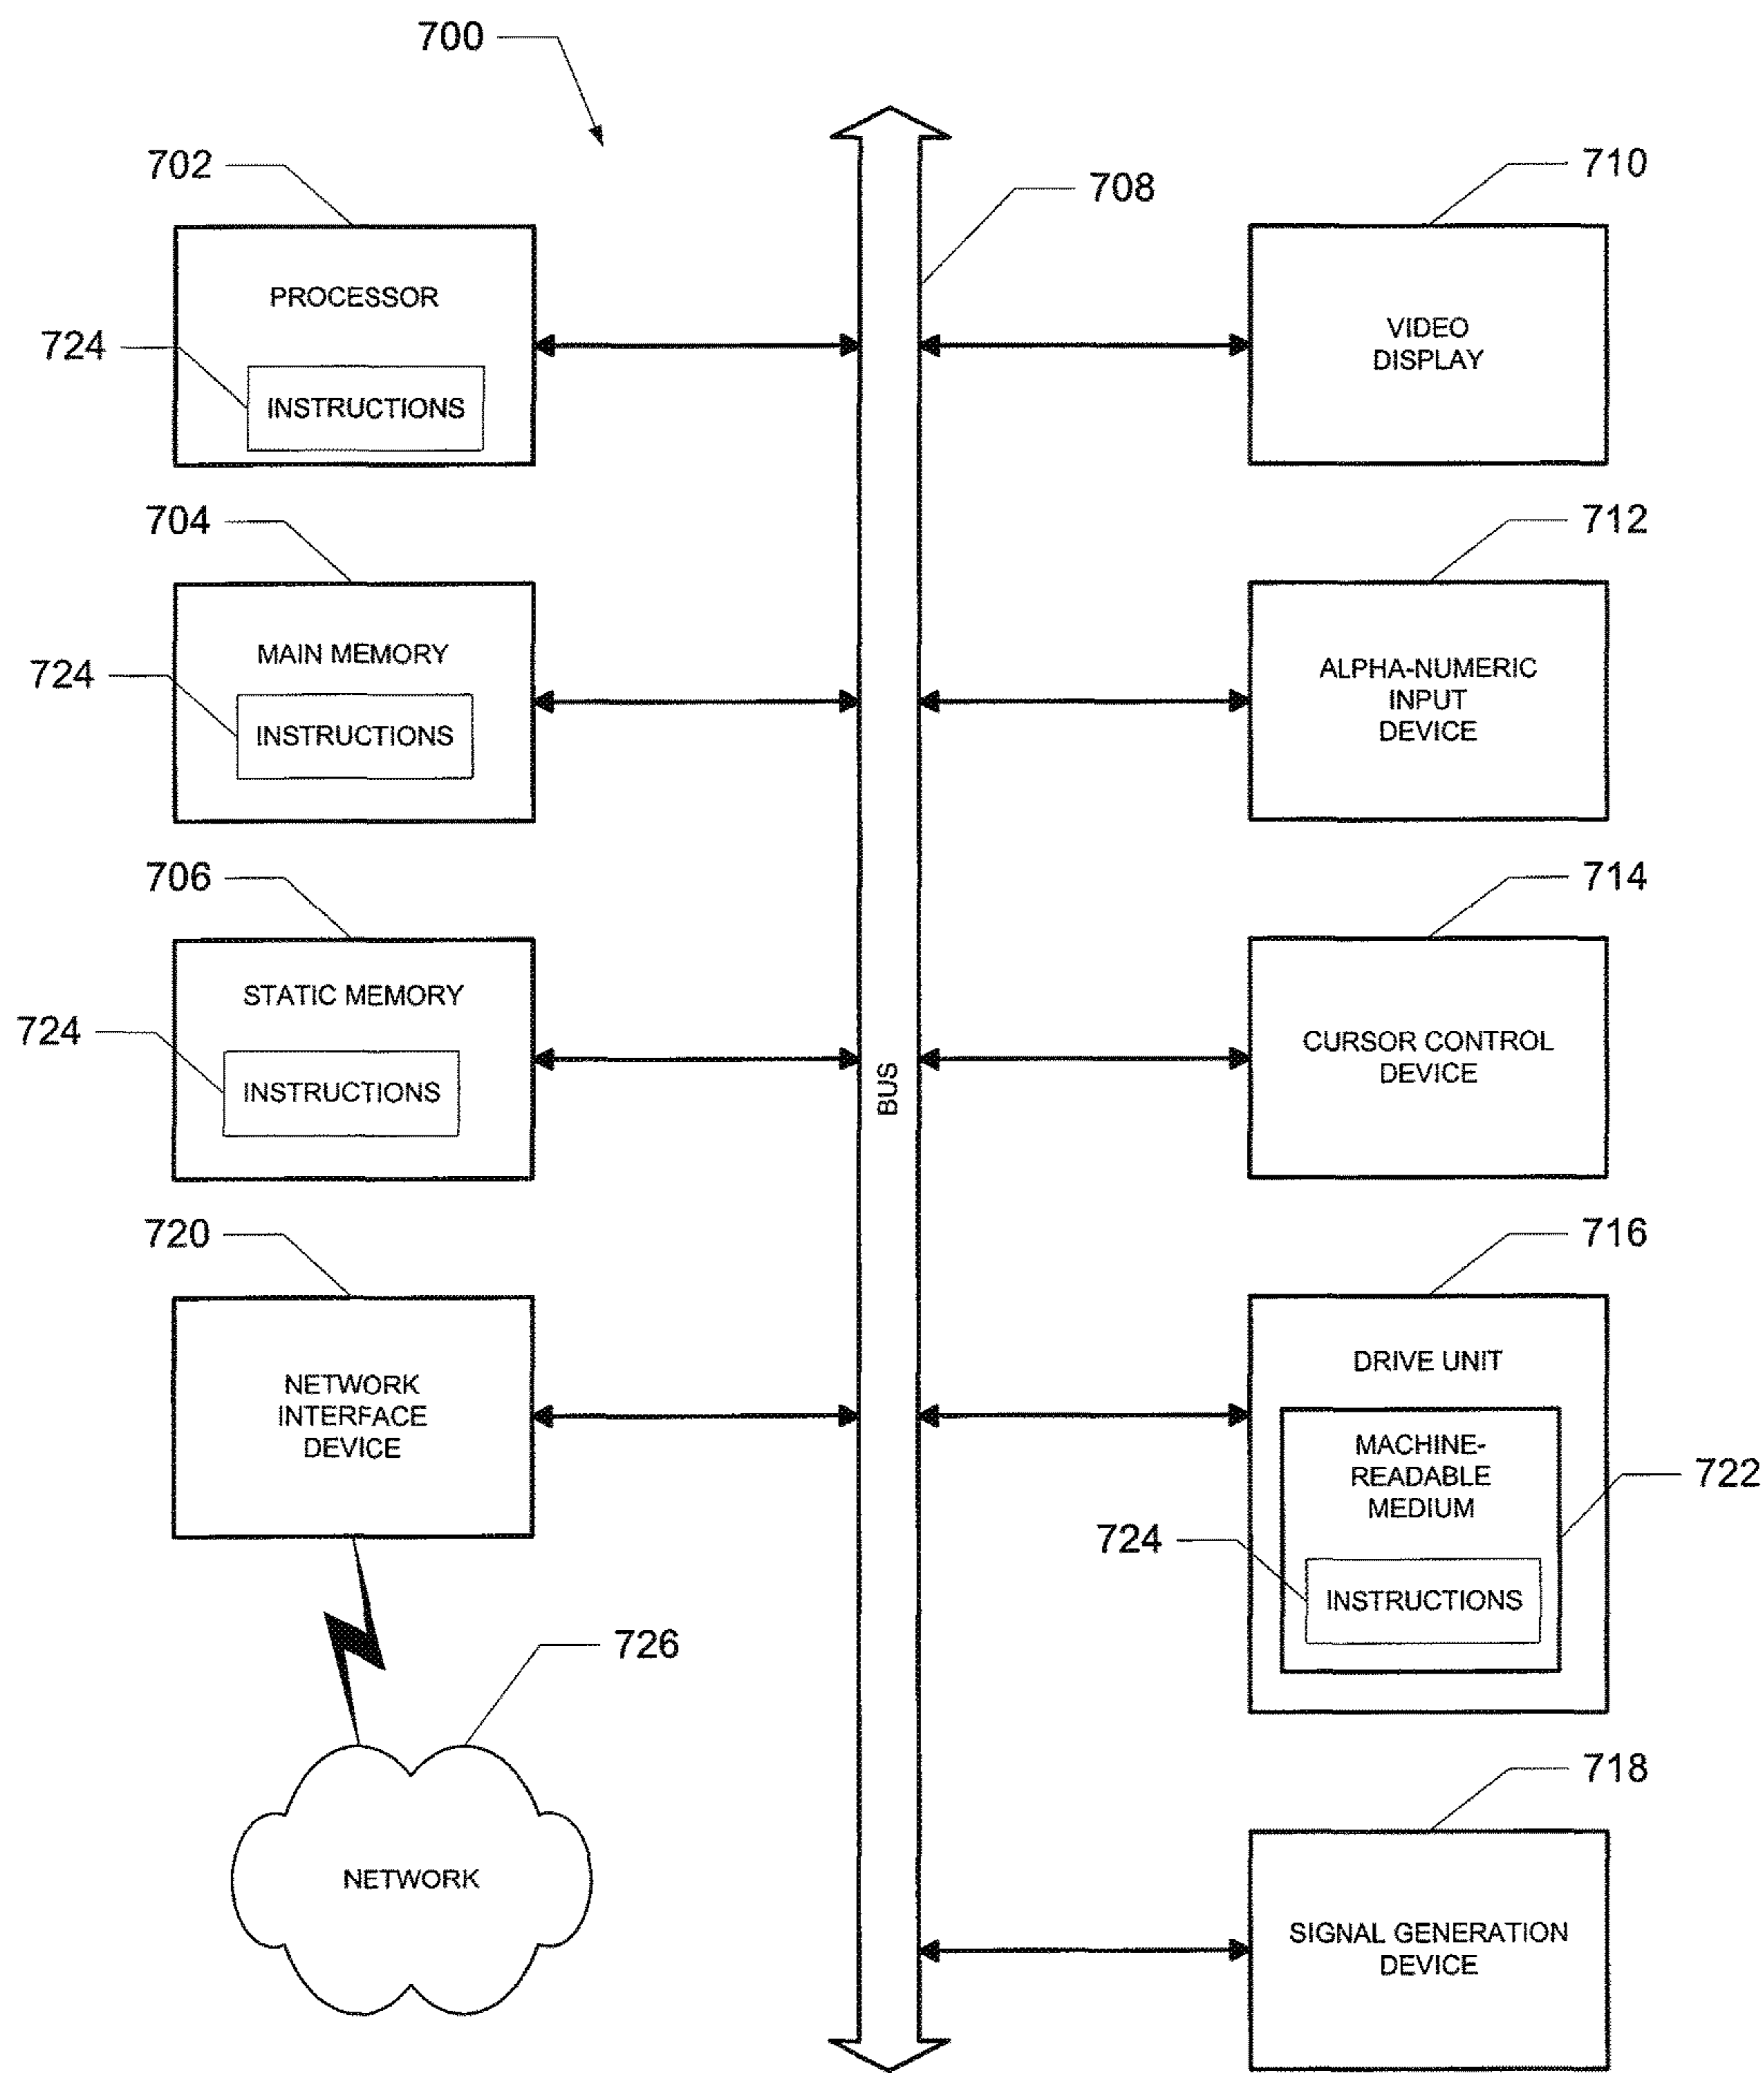 700
702
PROCESSOR
724
INSTRUCTIONS
704
MAIN MEMORY
724
INSTRUCTIONS
706
STATIC MEMORY
724
INSTRUCTIONS
720
NETWORK
INTERFACE
DEVICE
726
NETWORK
708
BUS
710
VIDEO
DISPLAY
712
ALPHA-NUMERIC
INPUT
DEVICE
714
CURSOR CONTROL
DEVICE
716
DRIVE UNIT
MACHINE-
READABLE
MEDIUM
722
724
INSTRUCTIONS
718
SIGNAL GENERATION
DEVICE